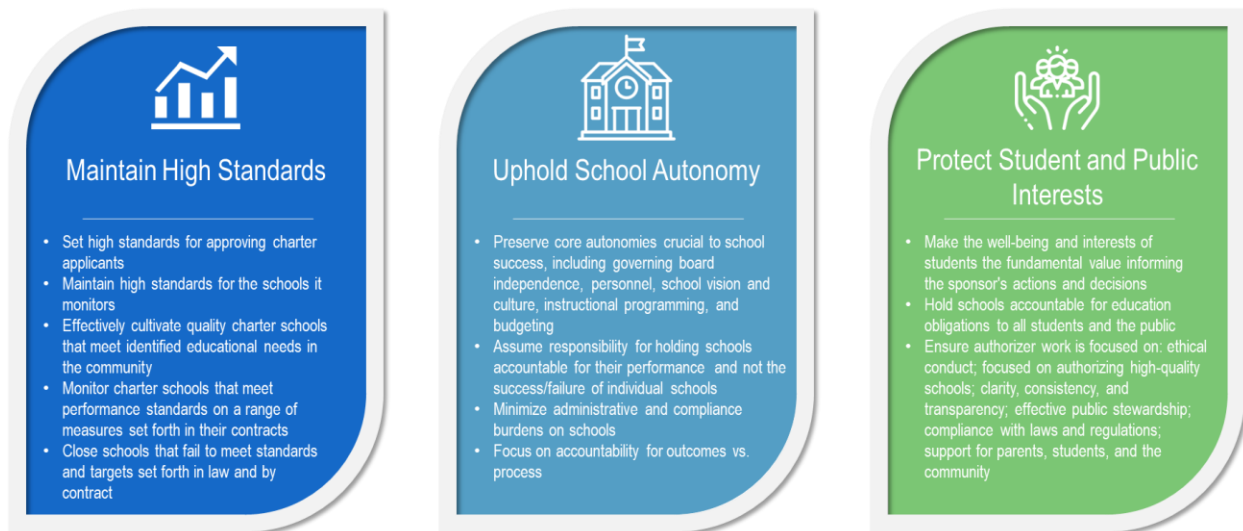 Maintain High Standards
• Set high standards for approving charter
applicants
• Maintain high standards for the schools it
monitors
• Effectively cultivate quality charter schools
that meet identified educational needs in
the community
• Monitor charter schools that meet
performance standards on a range of
measures set forth in their contracts
• Close schools that fail to meet standards
and targets set forth in law and by
contract
Uphold School Autonomy
• Preserve core autonomies crucial to school
success, including governing board
independence, personnel, school vision and
culture, instructional programming, and
budgeting
• Assume responsibility for holding schools
accountable for their performance and not the
success/failure of individual schools
• Minimize administrative and compliance
burdens on schools
• Focus on accountability for outcomes vs.
process
Protect Student and Public
Interests
• Make the well-being and interests of
students the fundamental value informing
the sponsor's actions and decisions
• Hold schools accountable for education
obligations to all students and the public
• Ensure authorizer work is focused on: ethical
conduct; focused on authorizing high-quality
schools; clarity, consistency, and
transparency; effective public stewardship;
compliance with laws and regulations;
support for parents, students, and the
community